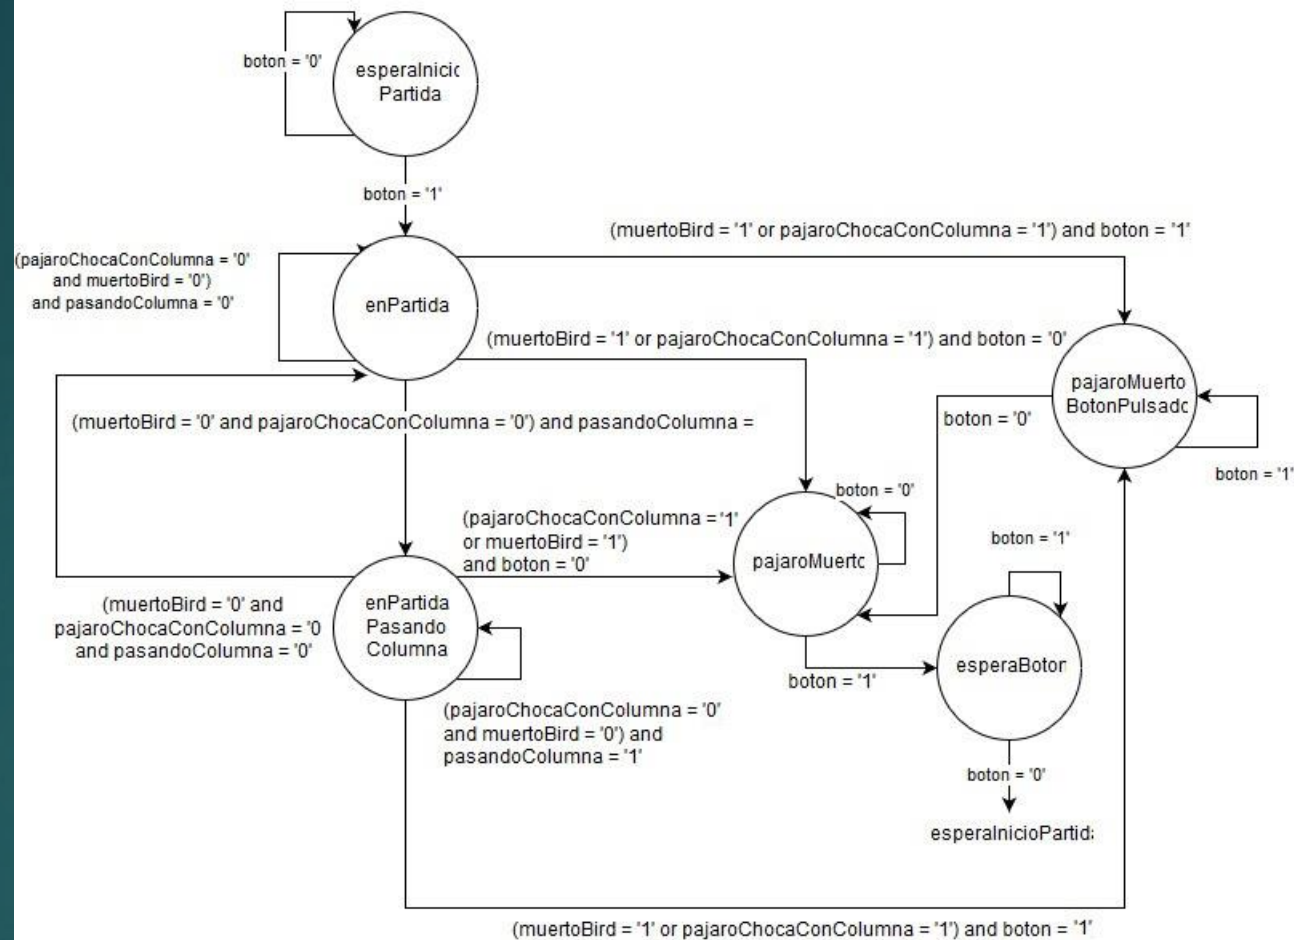 boton = '0'
esperaInicic
Partida
boton = '1'
(muertoBird = '1' or pajaroChocaConColumna = '1') and boton = '1'
(pajaroChocaConColumna = '0'
and muertoBird = '0')
and pasandoColumna = '0'
enPartida
(muertoBird = '1' or pajaroChocaConColumna = '1') and boton = '0'
pajaroMuerto
BotonPulsadc
boton = '0'
boton = '1'
(muertoBird = '0' and pajaroChocaConColumna = '0') and pasandoColumna =
boton = '0'
(pajaroChocaConColumna = '1'
or muertoBird = '1')
and boton = '0'
pajaroMuertc
boton = '1'
enPartida
Pasando
Columna
(muertoBird = '0' and
pajaroChocaConColumna = '0
and pasandoColumna = '0'
esperaBoton
boton = '1'
(pajaroChocaConColumna = '0'
and muertoBird = '0') and
pasandoColumna = '1'
boton = '0'
esperaInicioPartida
(muertoBird = '1' or pajaroChocaConColumna = '1') and boton = '1'